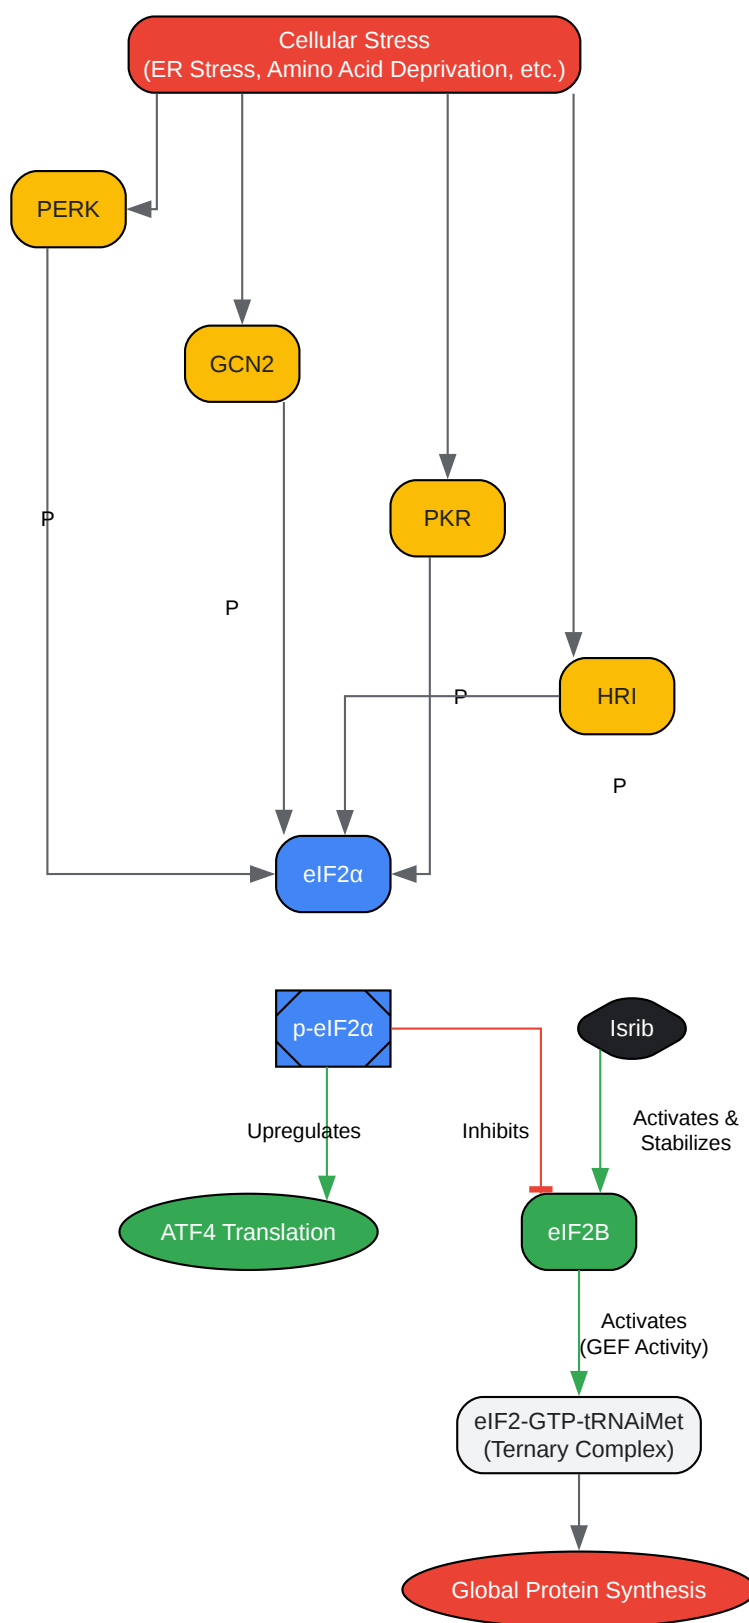 Cellular Stress
(ER Stress, Amino Acid Deprivation, etc.)
PERK
GCN2
PKR
P
P
HRI
P
P
eIF2α
p-eIF2α
Isrib
Upregulates
Inhibits
Activates &
Stabilizes
ATF4 Translation
eIF2B
Activates
(GEF Activity)
eIF2-GTP-tRNAiMet
(Ternary Complex)
Global Protein Synthesis